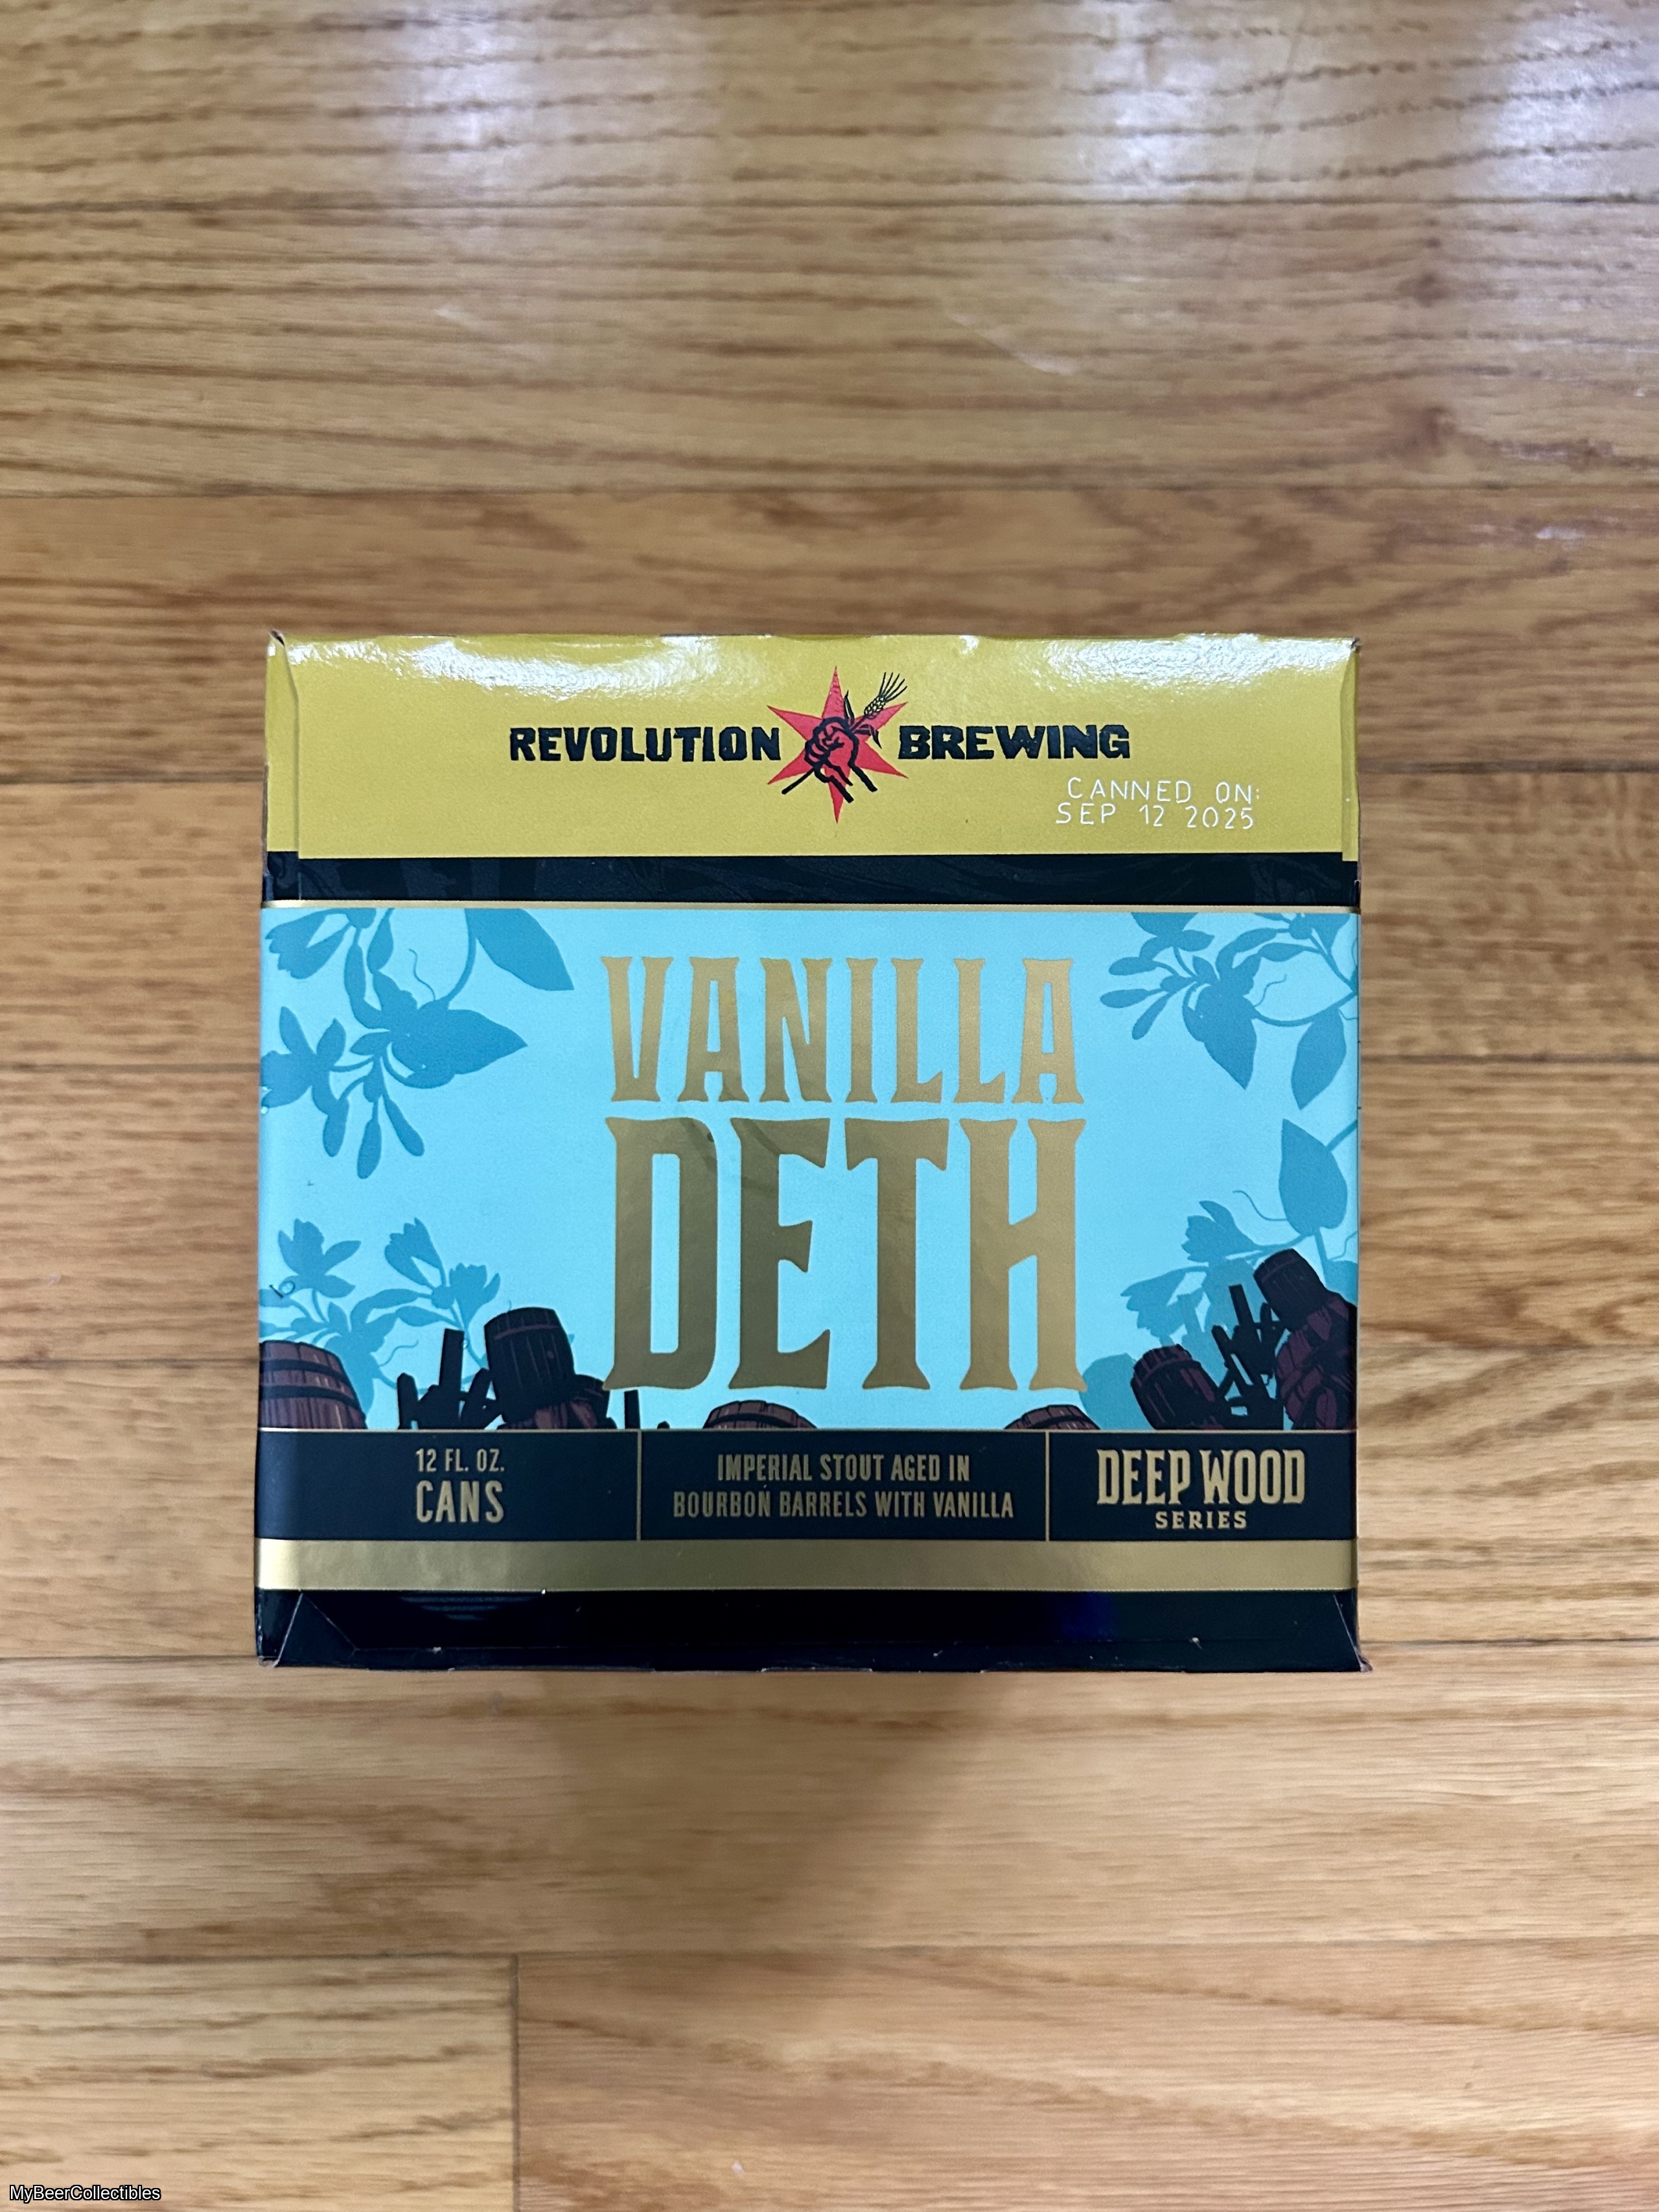 REVOLUTION BREWING
CANNED ON:
SEP 12 2025
VANILLA
DETH
12 FL. OZ.
CANS
IMPERIAL STOUT AGED IN
BOURBON BARRELS WITH VANILLA
DEEP WOOD
SERIES
MyBeerCollectibles